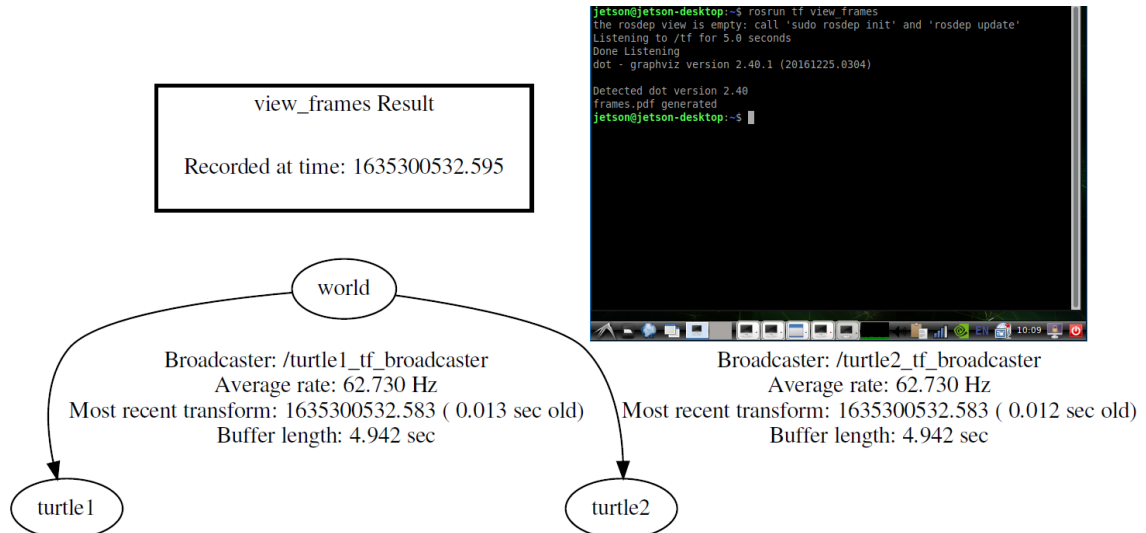 jetson@jetson-desktop:~$ rosrun tf view_frames
the rosdep view is empty: call 'sudo rosdep init' and 'rosdep update'
Listening to /tf for 5.0 seconds
Done Listening
dot - graphviz version 2.40.1 (20161225.0304)
Detected dot version 2.40
frames.pdf generated
jetson@jetson-desktop:~$
EN
10:09
view_frames Result
Recorded at time: 1635300532.595
world
Broadcaster: /turtle1_tf_broadcaster
Average rate: 62.730 Hz
Most recent transform: 1635300532.583 ( 0.013 sec old)
Buffer length: 4.942 sec
Broadcaster: /turtle2_tf_broadcaster
Average rate: 62.730 Hz
Most recent transform: 1635300532.583 ( 0.012 sec old)
Buffer length: 4.942 sec
turtle1
turtle2